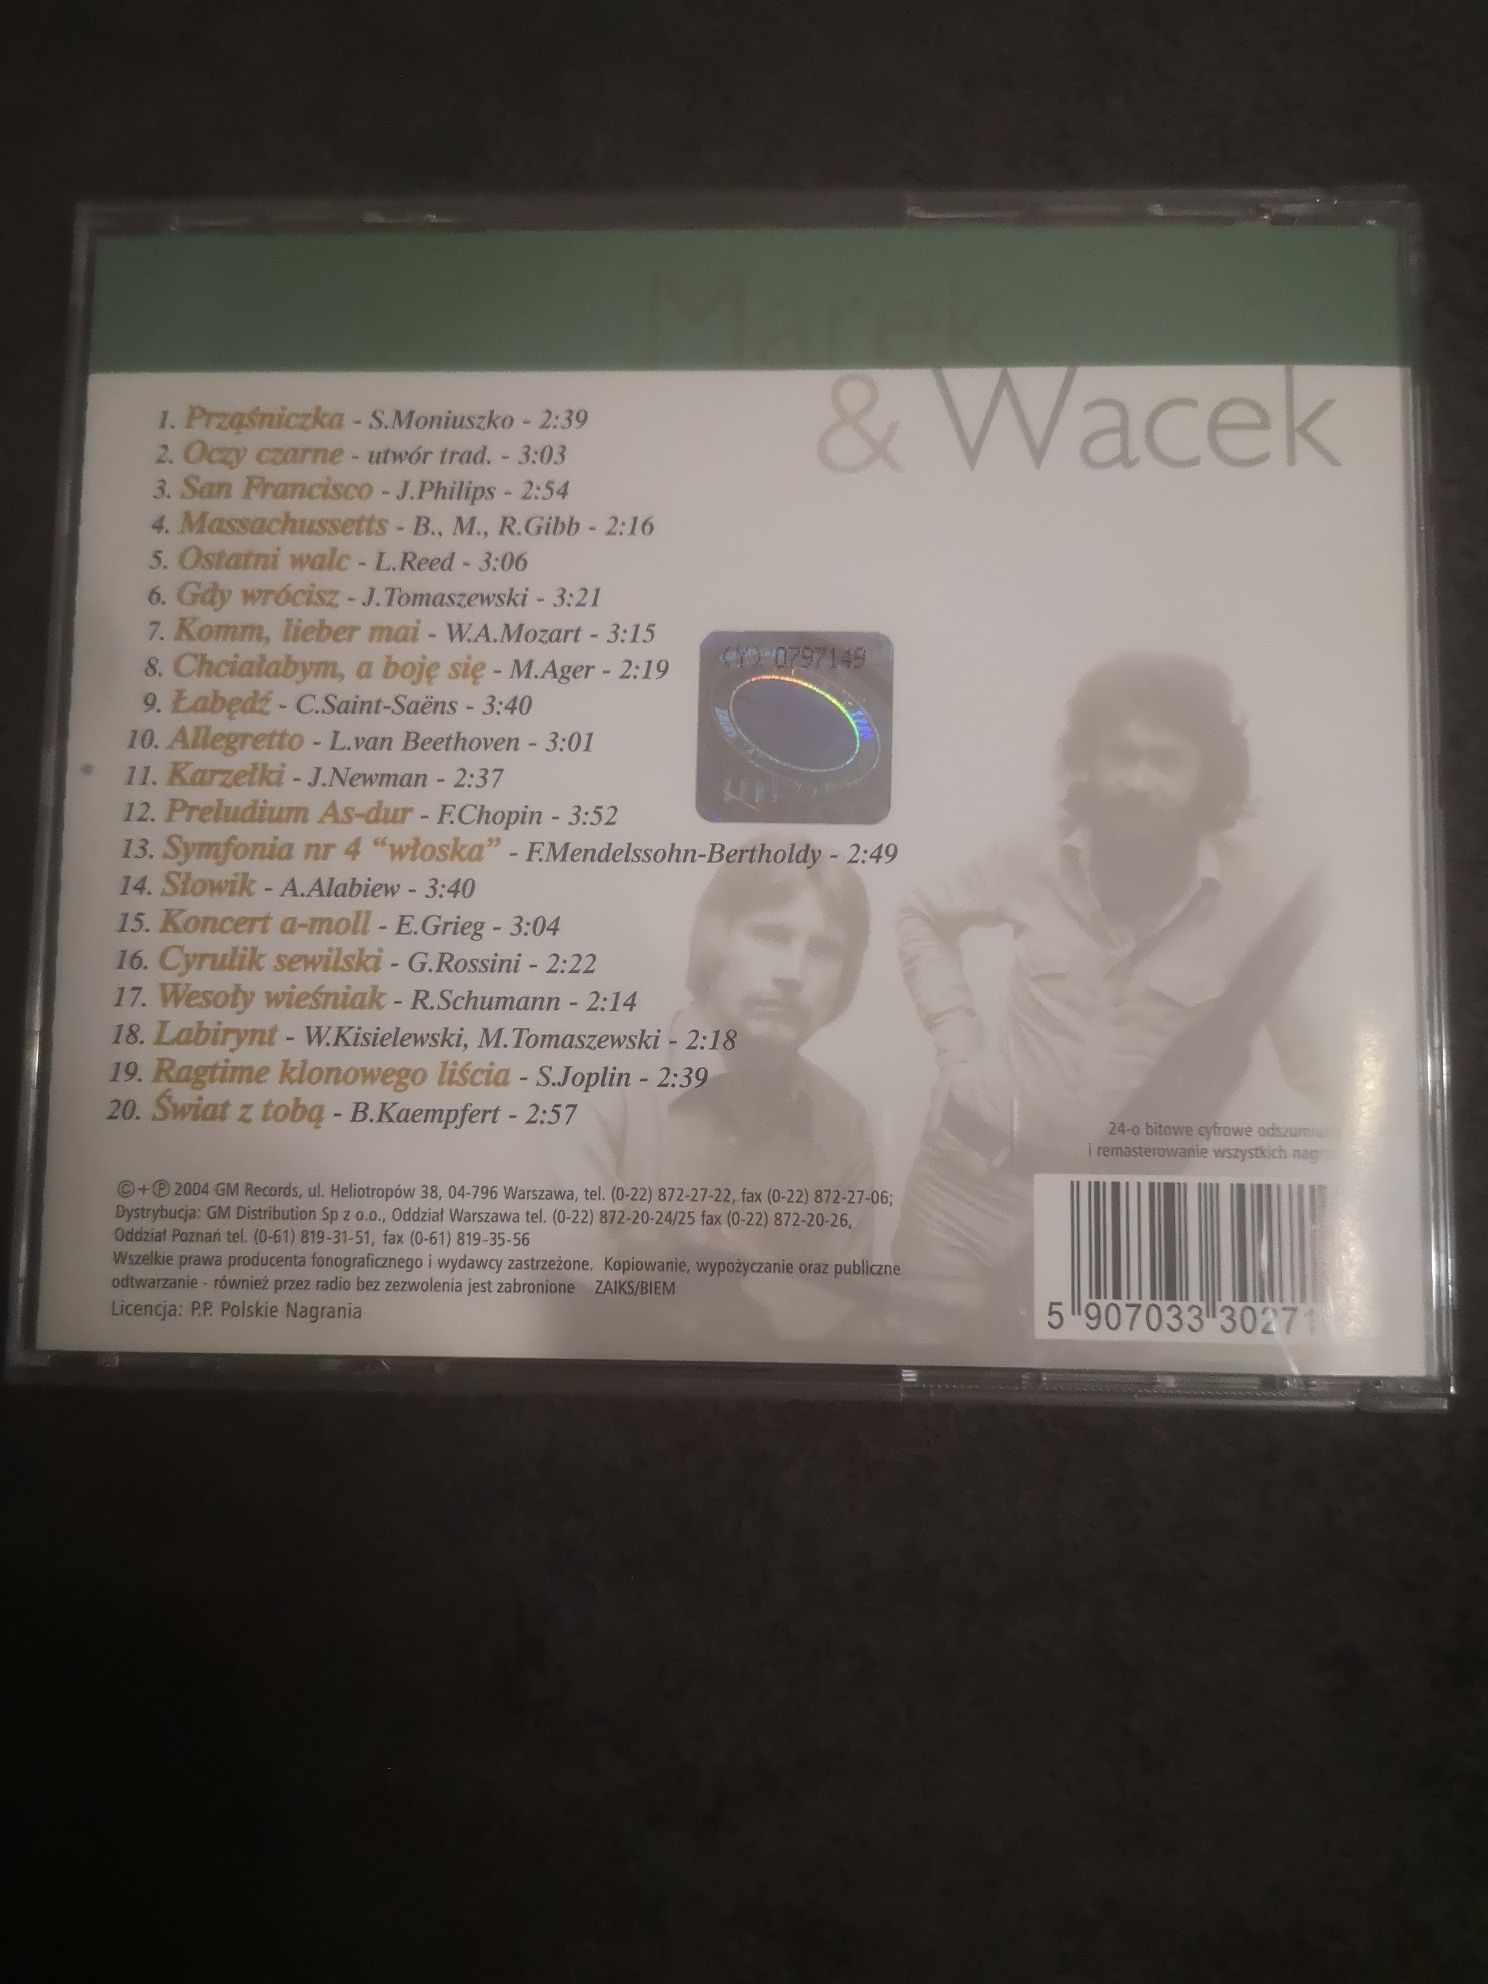 Marek
& Wacek
1. Prząśniczka - S.Moniuszko - 2:39
2. Oczy czarne - utwór trad. - 3:03
3. San Francisco - J.Philips - 2:54
4. Massachussetts - B., M., R.Gibb - 2:16
5. Ostatni walc - L.Reed - 3:06
6. Gdy wrócisz - J.Tomaszewski - 3:21
7. Komm, lieber mai - W.A.Mozart - 3:15
8. Chciałabym, a boję się - M.Ager - 2:19
9. Łabędź - C.Saint-Saëns - 3:40
10. Allegretto - L.van Beethoven - 3:01
11. Karzełki - J.Newman - 2:37
12. Preludium As-dur - F.Chopin - 3:52
13. Symfonia nr 4 “włoska” - F.Mendelssohn-Bertholdy - 2:49
14. Słowik - A.Alabiew - 3:40
15. Koncert a-moll - E.Grieg - 3:04
16. Cyrulik sewilski - G.Rossini - 2:22
17. Wesoły wieśniak - R.Schumann - 2:14
18. Labirynt - W.Kisielewski, M.Tomaszewski - 2:18
19. Ragtime klonowego liścia - S.Joplin - 2:39
20. Świat z tobą - B.Kaempfert - 2:57
0797149
24-o bitowe cyfrowe
i remasterowanie wszystkich
©+℗ 2004 GM Records, ul. Heliotropów 38, 04-796 Warszawa, tel. (0-22) 872-27-22, fax (0-22) 872-27-06;
Dystrybucja: GM Distribution Sp z o.o., Oddział Warszawa tel. (0-22) 872-20-24/25 fax (0-22) 872-20-26,
Oddział Poznań tel. (0-61) 819-31-51, fax (0-61) 819-35-56
Wszelkie prawa producenta fonograficznego i wydawcy zastrzeżone. Kopiowanie, wypożyczanie oraz publiczne
odtwarzanie - również przez radio bez zezwolenia jest zabronione ZAIKS/BIEM
Licencja: P.P. Polskie Nagrania
5 907033 30271